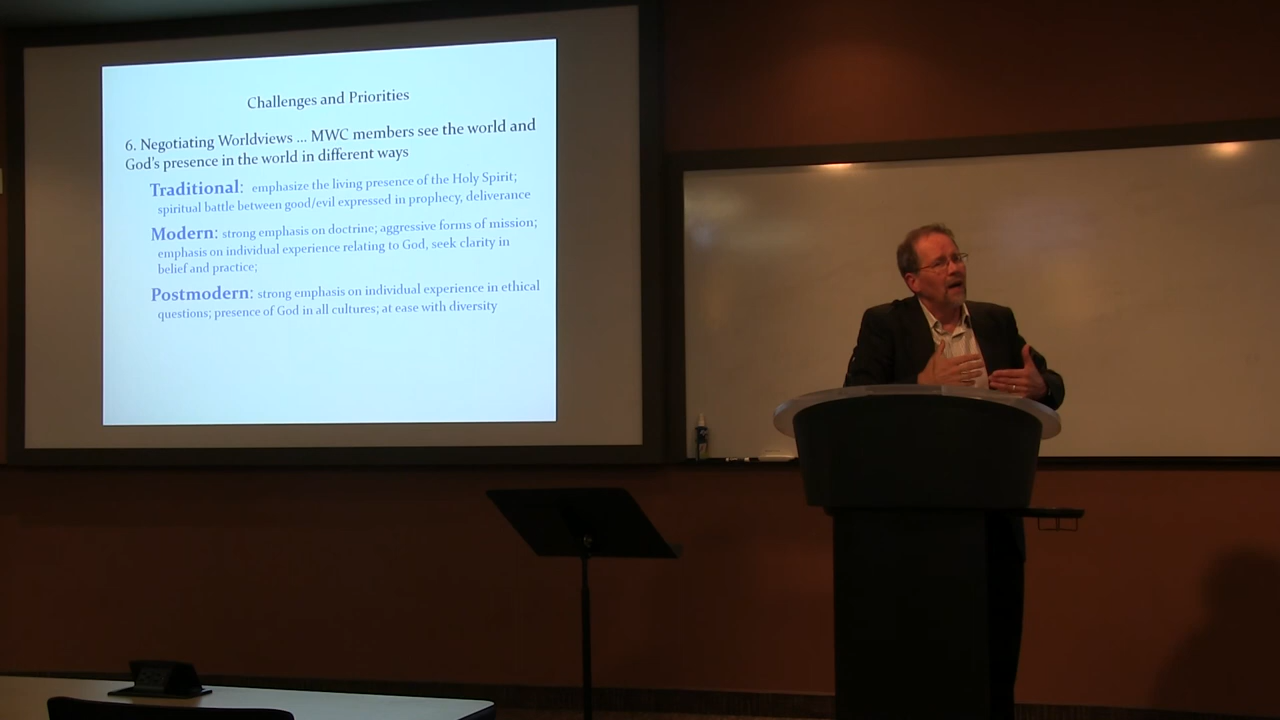 Challenges and Priorities
6. Negotiating Worldviews ... MWC members see the world and
God's presence in the world in different ways
Traditional: emphasize the living presence of the Holy Spirit;
spiritual battle between good/evil expressed in prophecy, deliverance
Modern: strong emphasis on doctrine; aggressive forms of mission;
emphasis on individual experience relating to God, seek clarity in
belief and practice;
Postmodern: strong emphasis on individual experience in ethical
questions; presence of God in all cultures; at ease with diversity